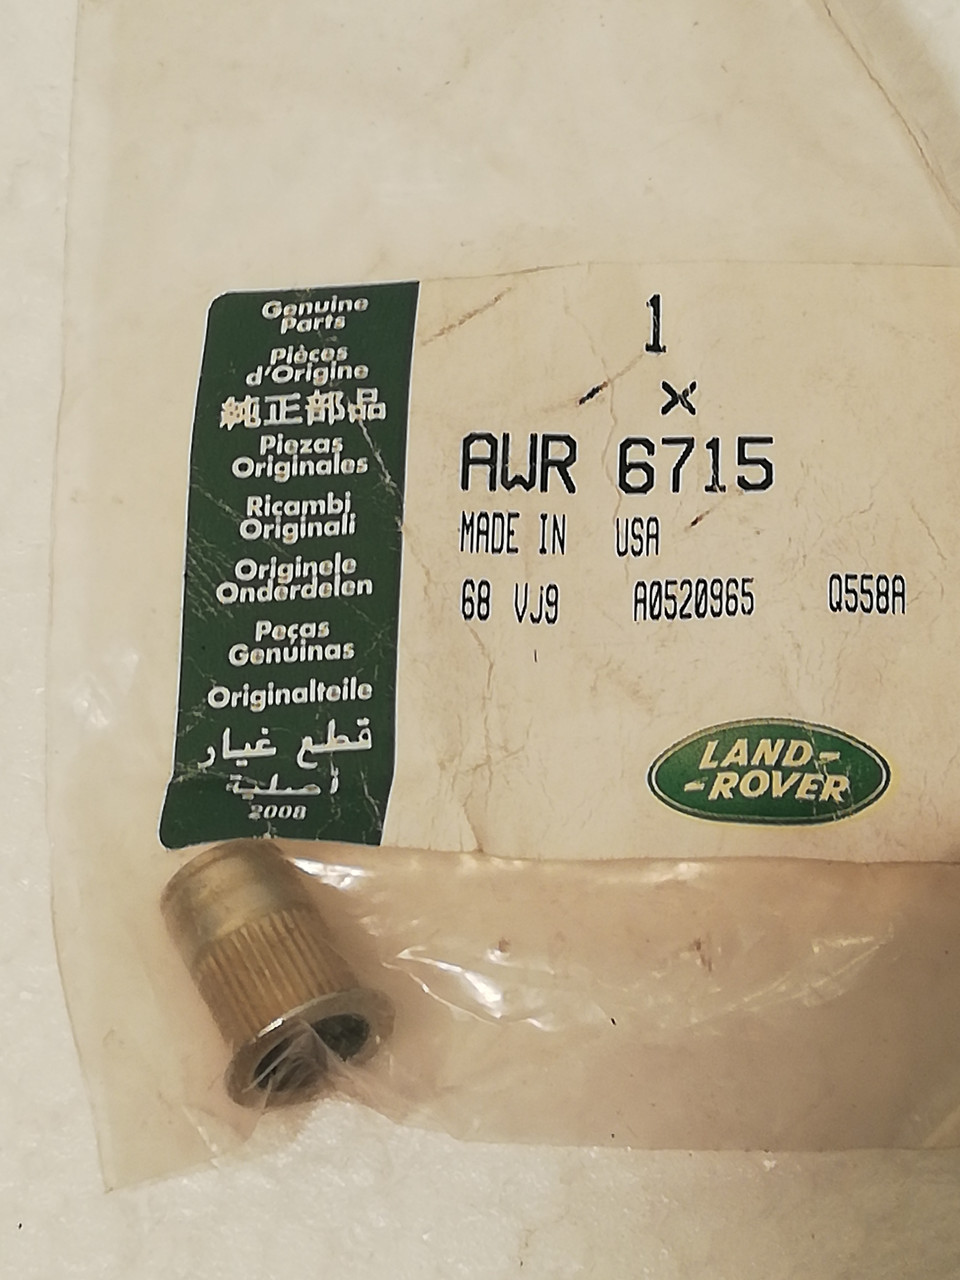 Genuine
Parts
Pièces
d'Origine
純正部品
Piezas
Originales
Ricambi
Originali
Originele
Onderdelen
Peças
Genuinas
Originalteile
قطع غيار
أصلية
2008
1
x
AWR 6715
MADE IN USA
68 VJ9 A0520965 Q558A
LAND-
-ROVER